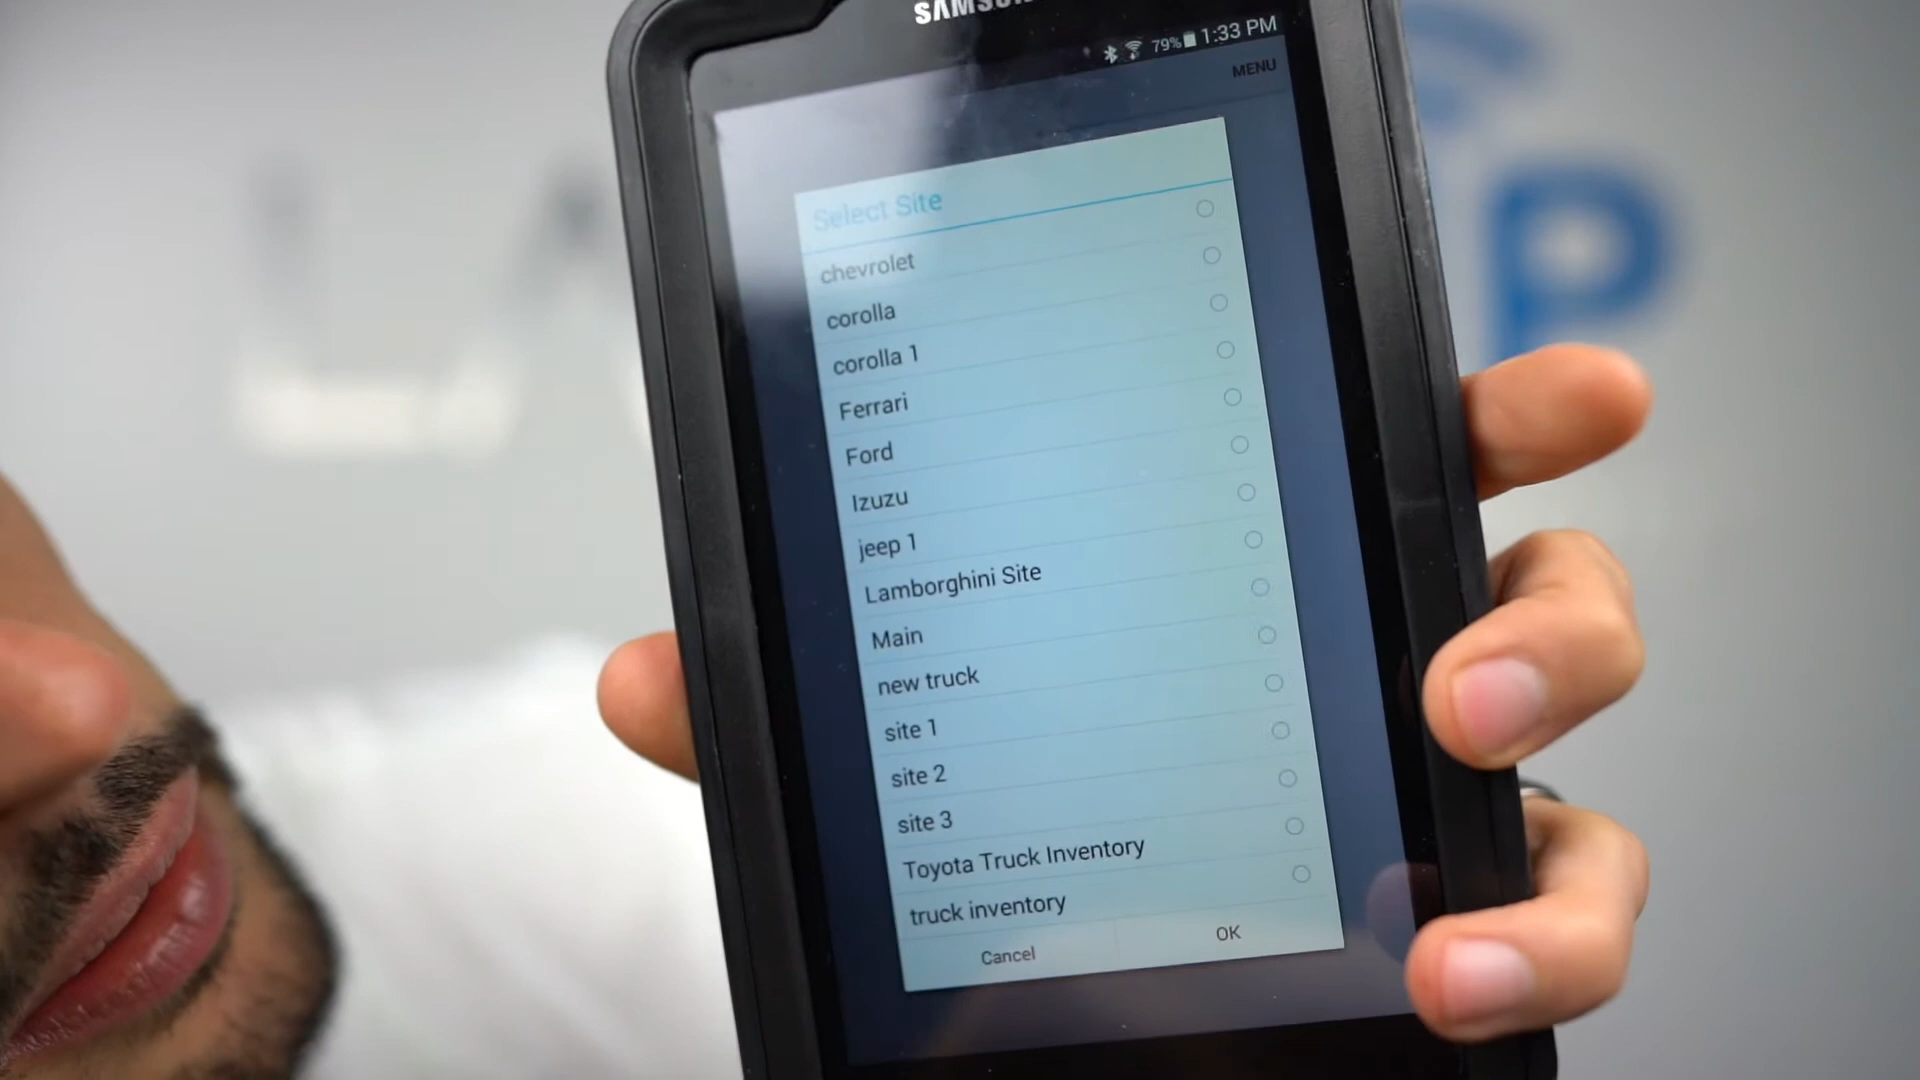 SAMSUN
79% 1:33 PM
MENU
Select Site
chevrolet
corolla
corolla 1
Ferrari
Ford
Izuzu
jeep 1
Lamborghini Site
Main
new truck
site 1
site 2
site 3
Toyota Truck Inventory
truck inventory
Cancel
OK
P